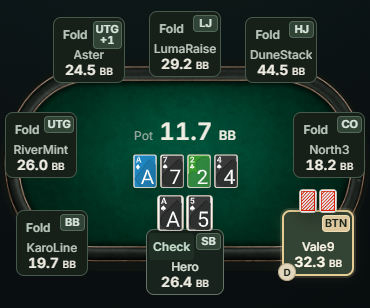 Fold UTG +1
Aster
24.5 BB
Fold LJ
LumaRaise
29.2 BB
Fold HJ
DuneStack
44.5 BB
Fold UTG
RiverMint
26.0 BB
Pot 11.7 BB
Fold CO
North3
18.2 BB
A 7 2 4
A 5
Fold BB
KaroLine
19.7 BB
Check SB
Hero
26.4 BB
BTN
Vale9
32.3 BB
D